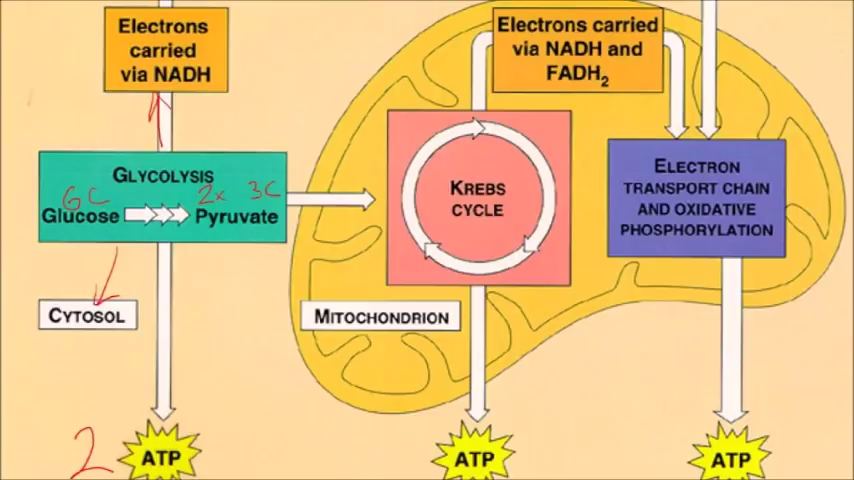 Electrons
carried
via NADH
Electrons carried
via NADH and
FADH₂
GLYCOLYSIS
6C 2x 3C
Glucose Pyruvate
KREBS
CYCLE
ELECTRON
TRANSPORT CHAIN
AND OXIDATIVE
PHOSPHORYLATION
CYTOSOL
MITOCHONDRION
2 ATP
ATP
ATP